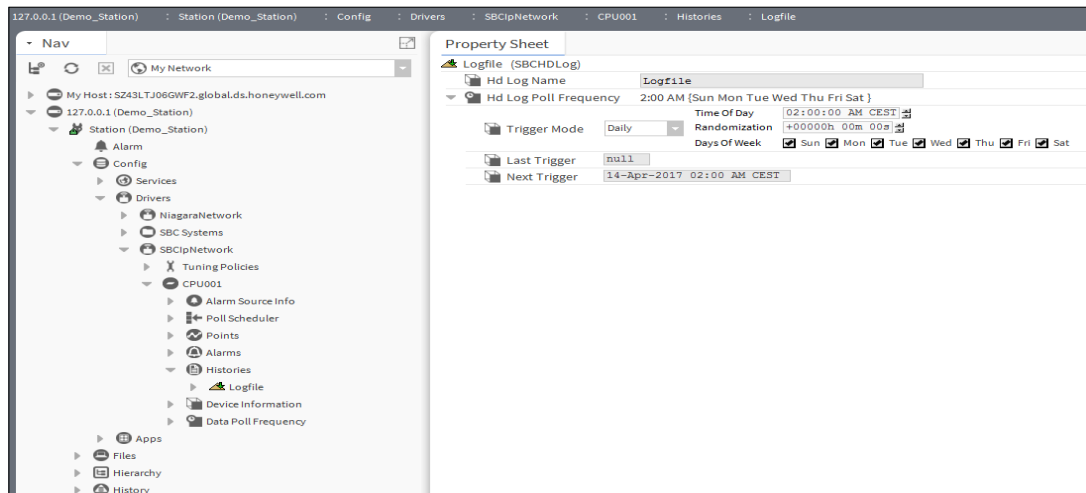 127.0.0.1 (Demo_Station) : Station (Demo_Station) : Config : Drivers : SBCIpNetwork : CPU001 : Histories : Logfile
Nav
My Network
My Host : SZ43LTJ06GWF2.global.ds.honeywell.com
127.0.0.1 (Demo_Station)
Station (Demo_Station)
Alarm
Config
Services
Drivers
NiagaraNetwork
SBC Systems
SBCIpNetwork
Tuning Policies
CPU001
Alarm Source Info
Poll Scheduler
Points
Alarms
Histories
Logfile
Device Information
Data Poll Frequency
Apps
Files
Hierarchy
History
Property Sheet
Logfile (SBCHDLog)
Hd Log Name Logfile
Hd Log Poll Frequency 2:00 AM {Sun Mon Tue Wed Thu Fri Sat }
Trigger Mode Daily
Time Of Day 02:00:00 AM CEST
Randomization +00000h 00m 00s
Days Of Week Sun Mon Tue Wed Thu Fri Sat
Last Trigger null
Next Trigger 14-Apr-2017 02:00 AM CEST